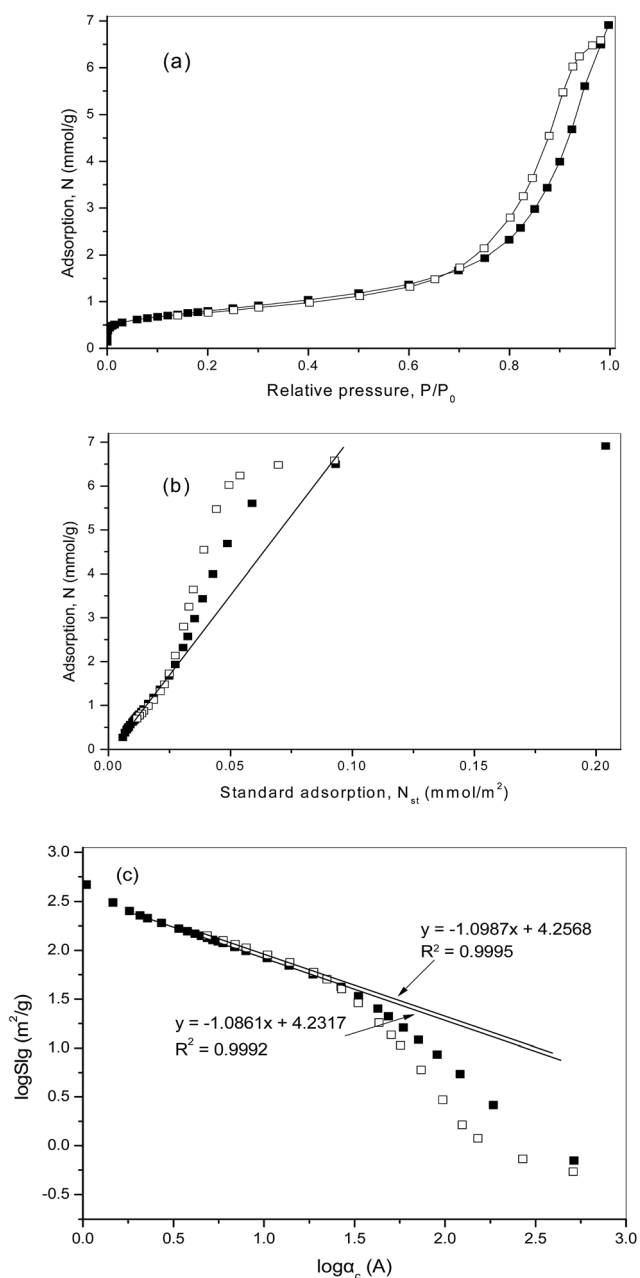 (a)
7
6
5
4
3
2
1
0
Adsorption, N (mmol/g)
0.0 0.2 0.4 0.6 0.8 1.0
Relative pressure, P/P₀
(b)
7
6
5
4
3
2
1
0
Adsorption, N (mmol/g)
0.00 0.05 0.10 0.15 0.20
Standard adsorption, Nst (mmol/m²)
(c)
3.0
2.5
2.0
1.5
1.0
0.5
0.0
-0.5
logSlg (m²/g)
y = -1.0987x + 4.2568
R² = 0.9995
y = -1.0861x + 4.2317
R² = 0.9992
0.0 0.5 1.0 1.5 2.0 2.5 3.0
logαc (A)